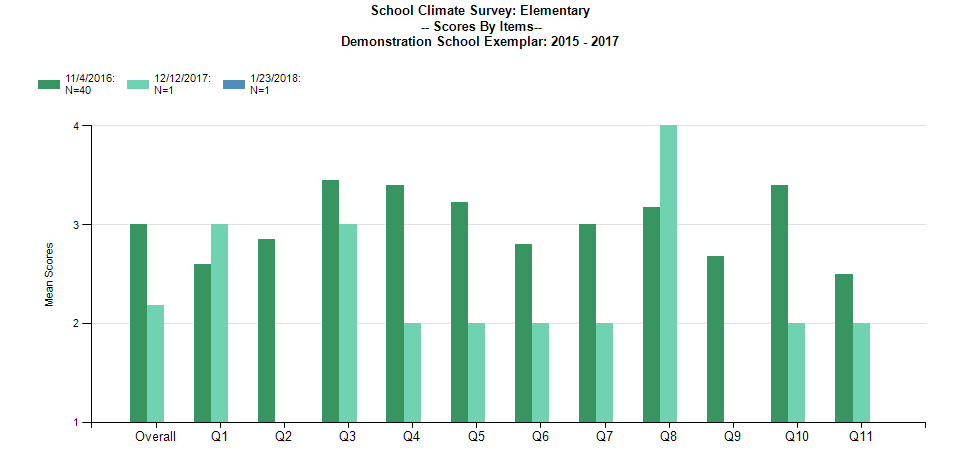 School Climate Survey: Elementary
-- Scores By Items--
Demonstration School Exemplar: 2015 - 2017
11/4/2016: 12/12/2017: 1/23/2018:
N=40 N=1 N=1
4
3
Mean Scores
2
1
Overall Q1 Q2 Q3 Q4 Q5 Q6 Q7 Q8 Q9 Q10 Q11